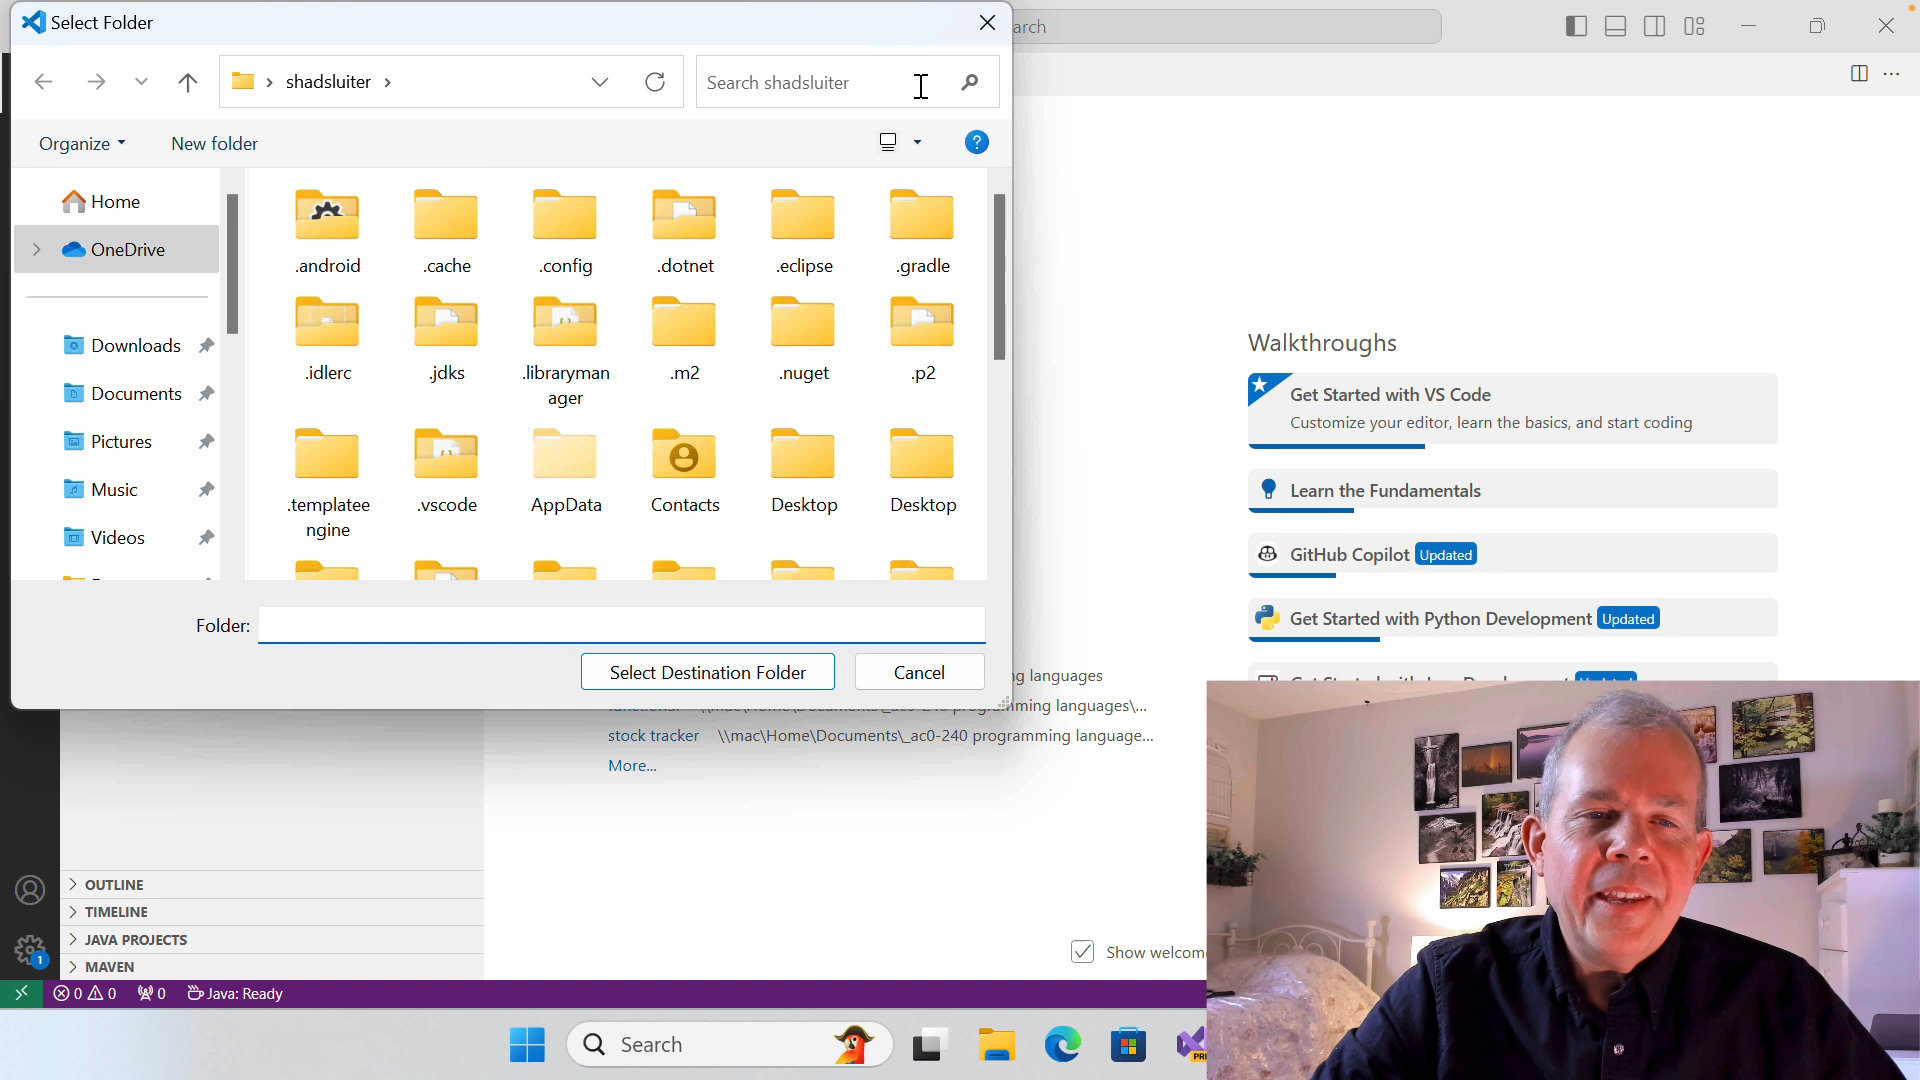 Select Folder
arch
shadsluiter
Search shadsluiter
Organize
New folder
Home
OneDrive
Downloads
Documents
Pictures
Music
Videos
.android
.cache
.config
.dotnet
.eclipse
.gradle
.idlerc
.jdks
.libraryman
ager
.m2
.nuget
.p2
.templatee
ngine
.vscode
AppData
Contacts
Desktop
Desktop
Folder:
Select Destination Folder
Cancel
Walkthroughs
Get Started with VS Code
Customize your editor, learn the basics, and start coding
Learn the Fundamentals
GitHub Copilot Updated
Get Started with Python Development Updated
ng languages
stock tracker \\mac\Home\Documents\_ac0-240 programming language...
More...
OUTLINE
TIMELINE
JAVA PROJECTS
MAVEN
Show welcom
1
0 0 0 Java: Ready
Search